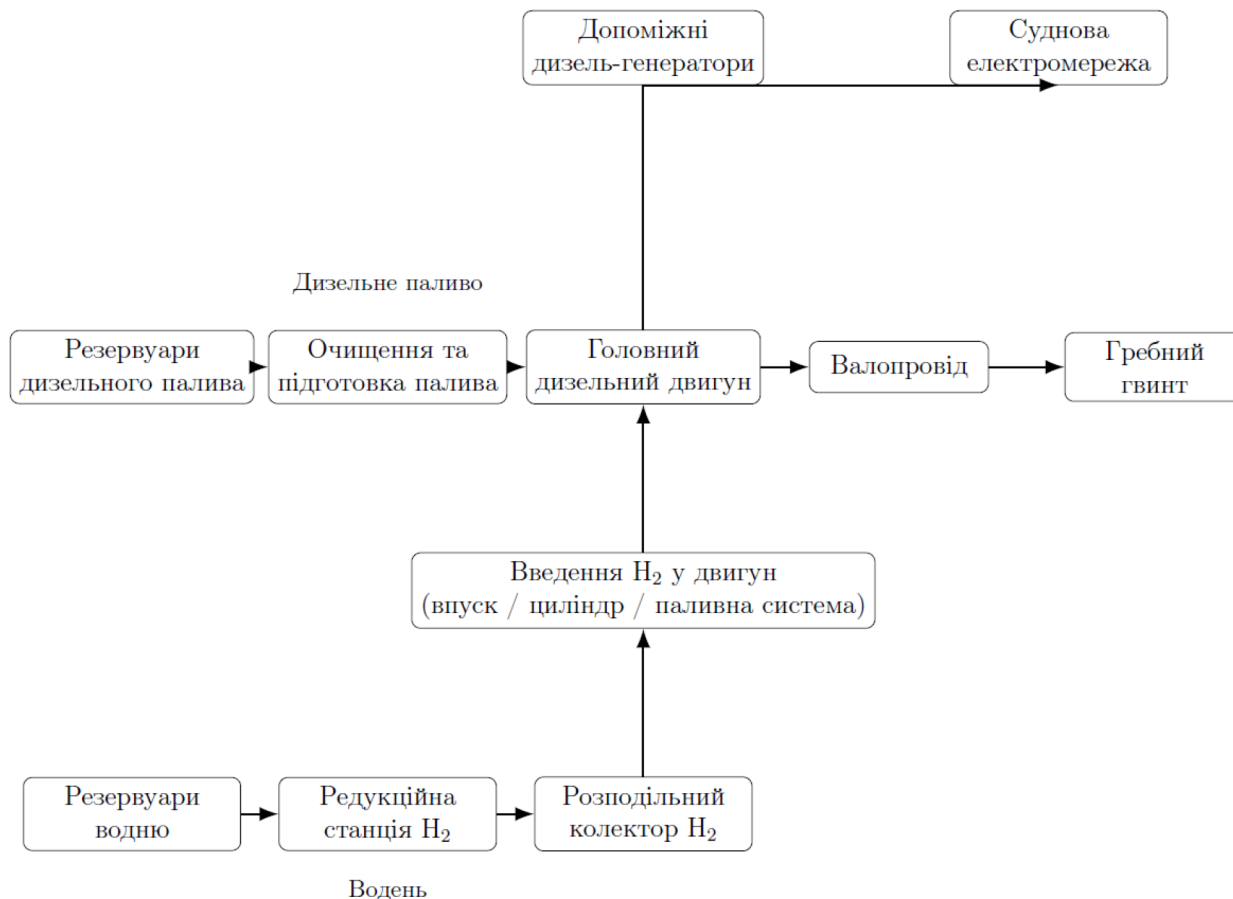 Допоміжні
дизель-генератори
Суднова
електромережа
Дизельне паливо
Резервуари
дизельного палива
Очищення та
підготовка палива
Головний
дизельний двигун
Валопровід
Гребний
гвинт
Введення H₂ у двигун
(впуск / циліндр / паливна система)
Резервуари
водню
Редукційна
станція H₂
Розподільний
колектор H₂
Водень